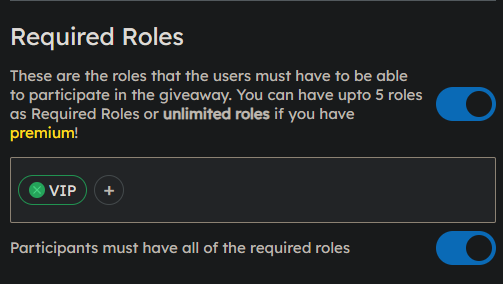 Required Roles
These are the roles that the users must have to be able
to participate in the giveaway. You can have upto 5 roles
as Required Roles or unlimited roles if you have
premium!
VIP +
Participants must have all of the required roles